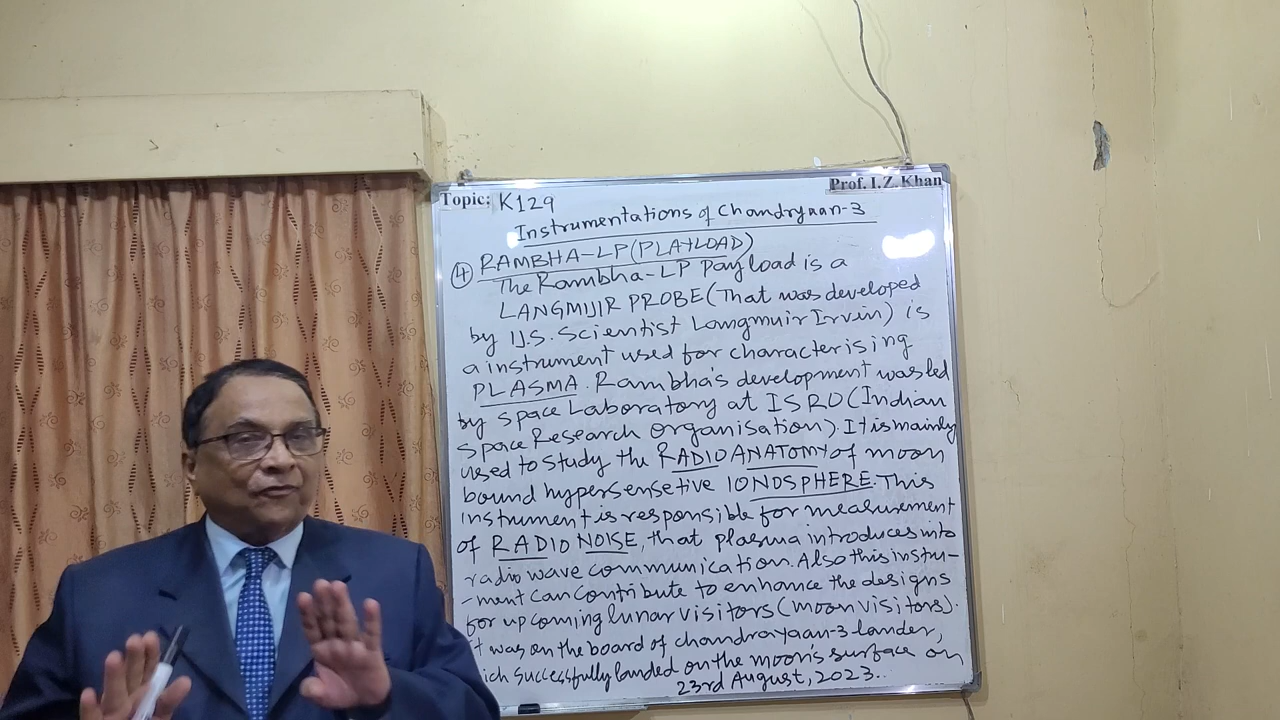 Topic: K129
Prof. I.Z. Khan
Instrumentations of Chandryaan-3
④ RAMBHA-LP (PLAYLOAD)
The Rambha-LP Payload is a
LANGMUIR PROBE (That was developed
by U.S. Scientist Langmuir Irvin) is
a instrument used for characterising
PLASMA. Rambha's development was led
by space Laboratory at ISRO (Indian
Space Research organisation). It is mainly
used to study the RADIO ANATOMY of moon
bound hypersensetive IONOSPHERE. This
instrument is responsible for measurement
of RADIO NOISE, that plasma introduces into
radio wave communication. Also this instru-
ment can contribute to enhance the designs
for upcoming lunar visitors (moon visitors).
t was on the board of chandrayaan-3 lander,
ich successfully landed on the moon's surface on
23rd August, 2023.